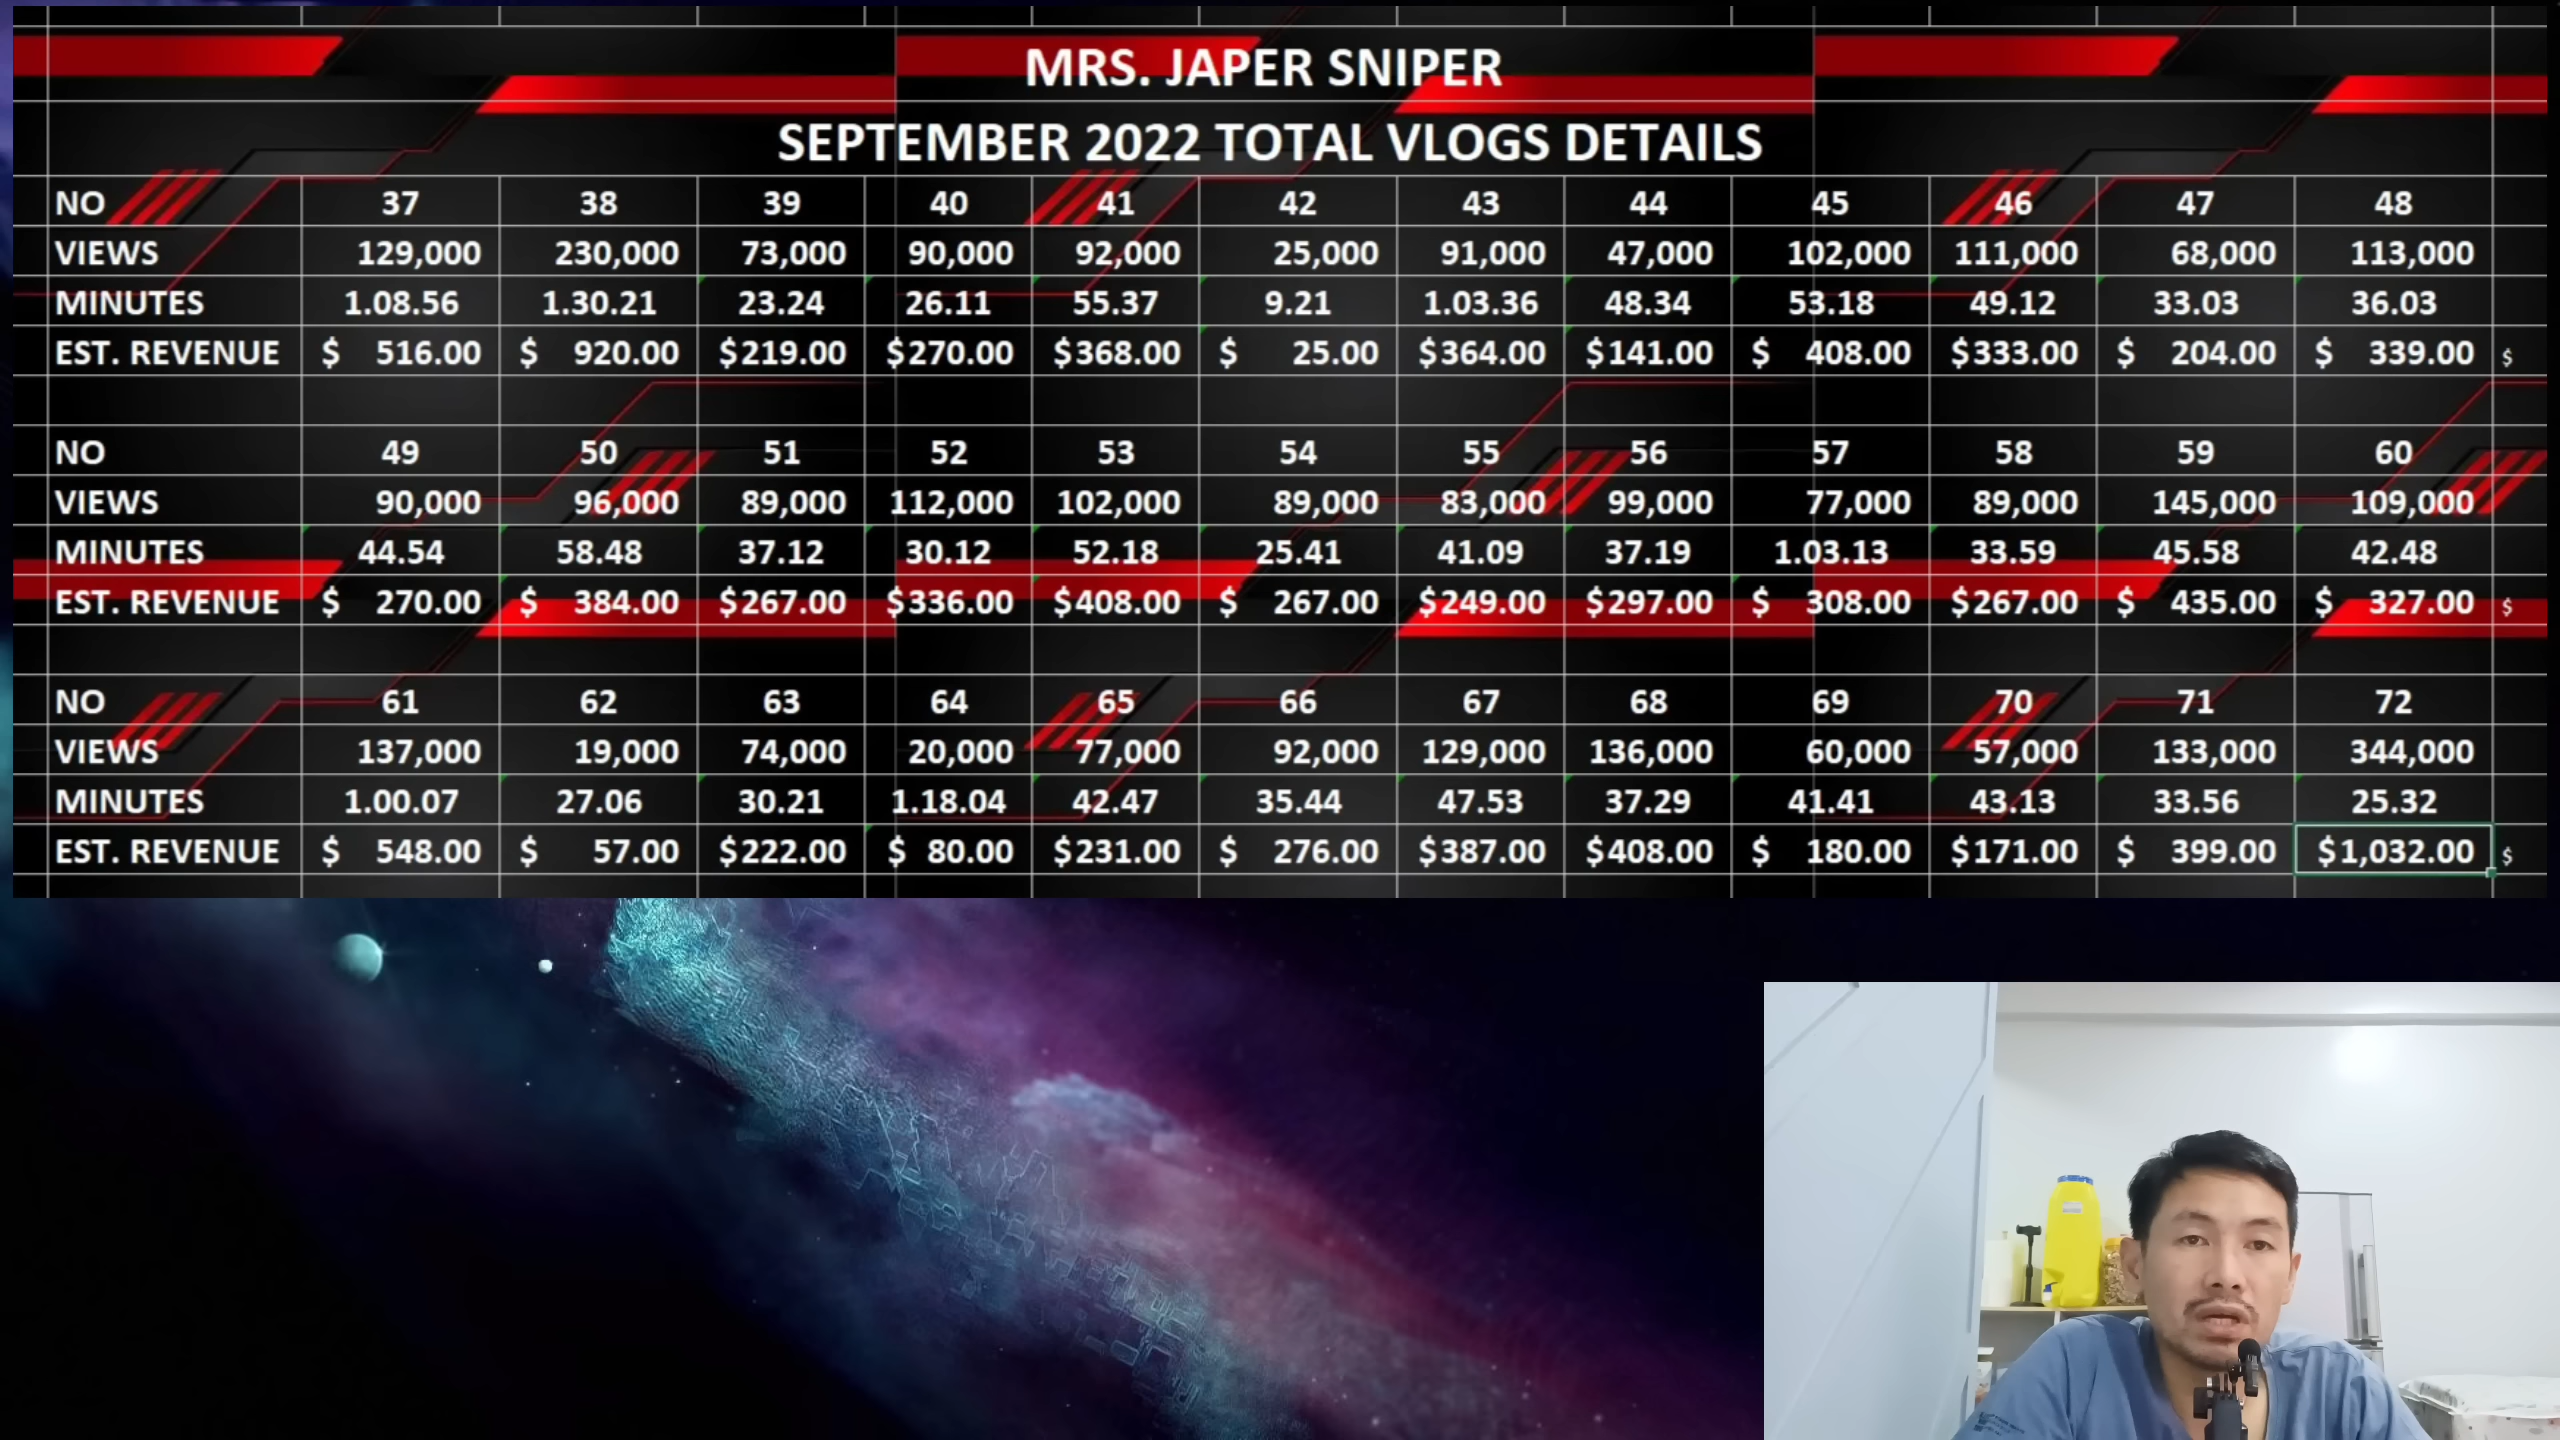 MRS. JAPER SNIPER
SEPTEMBER 2022 TOTAL VLOGS DETAILS
NO 37 38 39 40 41 42 43 44 45 46 47 48
VIEWS 129,000 230,000 73,000 90,000 92,000 25,000 91,000 47,000 102,000 111,000 68,000 113,000
MINUTES 1.08.56 1.30.21 23.24 26.11 55.37 9.21 1.03.36 48.34 53.18 49.12 33.03 36.03
EST. REVENUE $ 516.00 $ 920.00 $219.00 $270.00 $368.00 $ 25.00 $364.00 $141.00 $ 408.00 $333.00 $ 204.00 $ 339.00 $
NO 49 50 51 52 53 54 55 56 57 58 59 60
VIEWS 90,000 96,000 89,000 112,000 102,000 89,000 83,000 99,000 77,000 89,000 145,000 109,000
MINUTES 44.54 58.48 37.12 30.12 52.18 25.41 41.09 37.19 1.03.13 33.59 45.58 42.48
EST. REVENUE $ 270.00 $ 384.00 $267.00 $336.00 $408.00 $ 267.00 $249.00 $297.00 $ 308.00 $267.00 $ 435.00 $ 327.00 $
NO 61 62 63 64 65 66 67 68 69 70 71 72
VIEWS 137,000 19,000 74,000 20,000 77,000 92,000 129,000 136,000 60,000 57,000 133,000 344,000
MINUTES 1.00.07 27.06 30.21 1.18.04 42.47 35.44 47.53 37.29 41.41 43.13 33.56 25.32
EST. REVENUE $ 548.00 $ 57.00 $222.00 $ 80.00 $231.00 $ 276.00 $387.00 $408.00 $ 180.00 $171.00 $ 399.00 $1,032.00 $